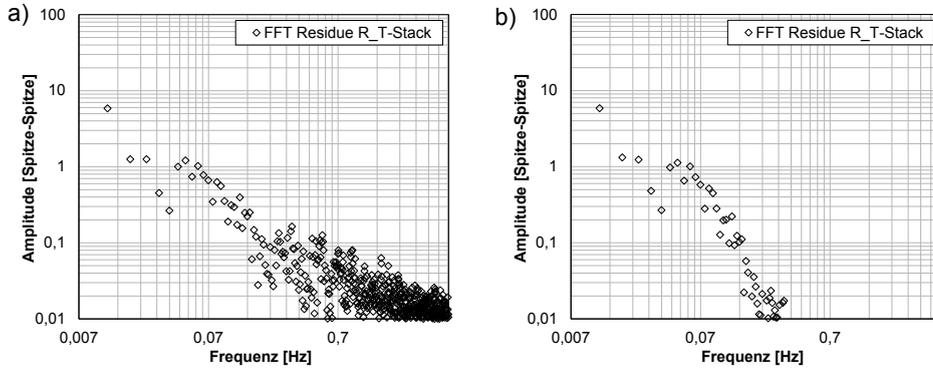 a)
100
10
1
0,1
0,01
Amplitude [Spitze-Spitze]
FFT Residue R_T-Stack
0,007
0,07
0,7
Frequenz [Hz]
b)
100
10
1
0,1
0,01
Amplitude [Spitze-Spitze]
FFT Residue R_T-Stack
0,007
0,07
0,7
Frequenz [Hz]